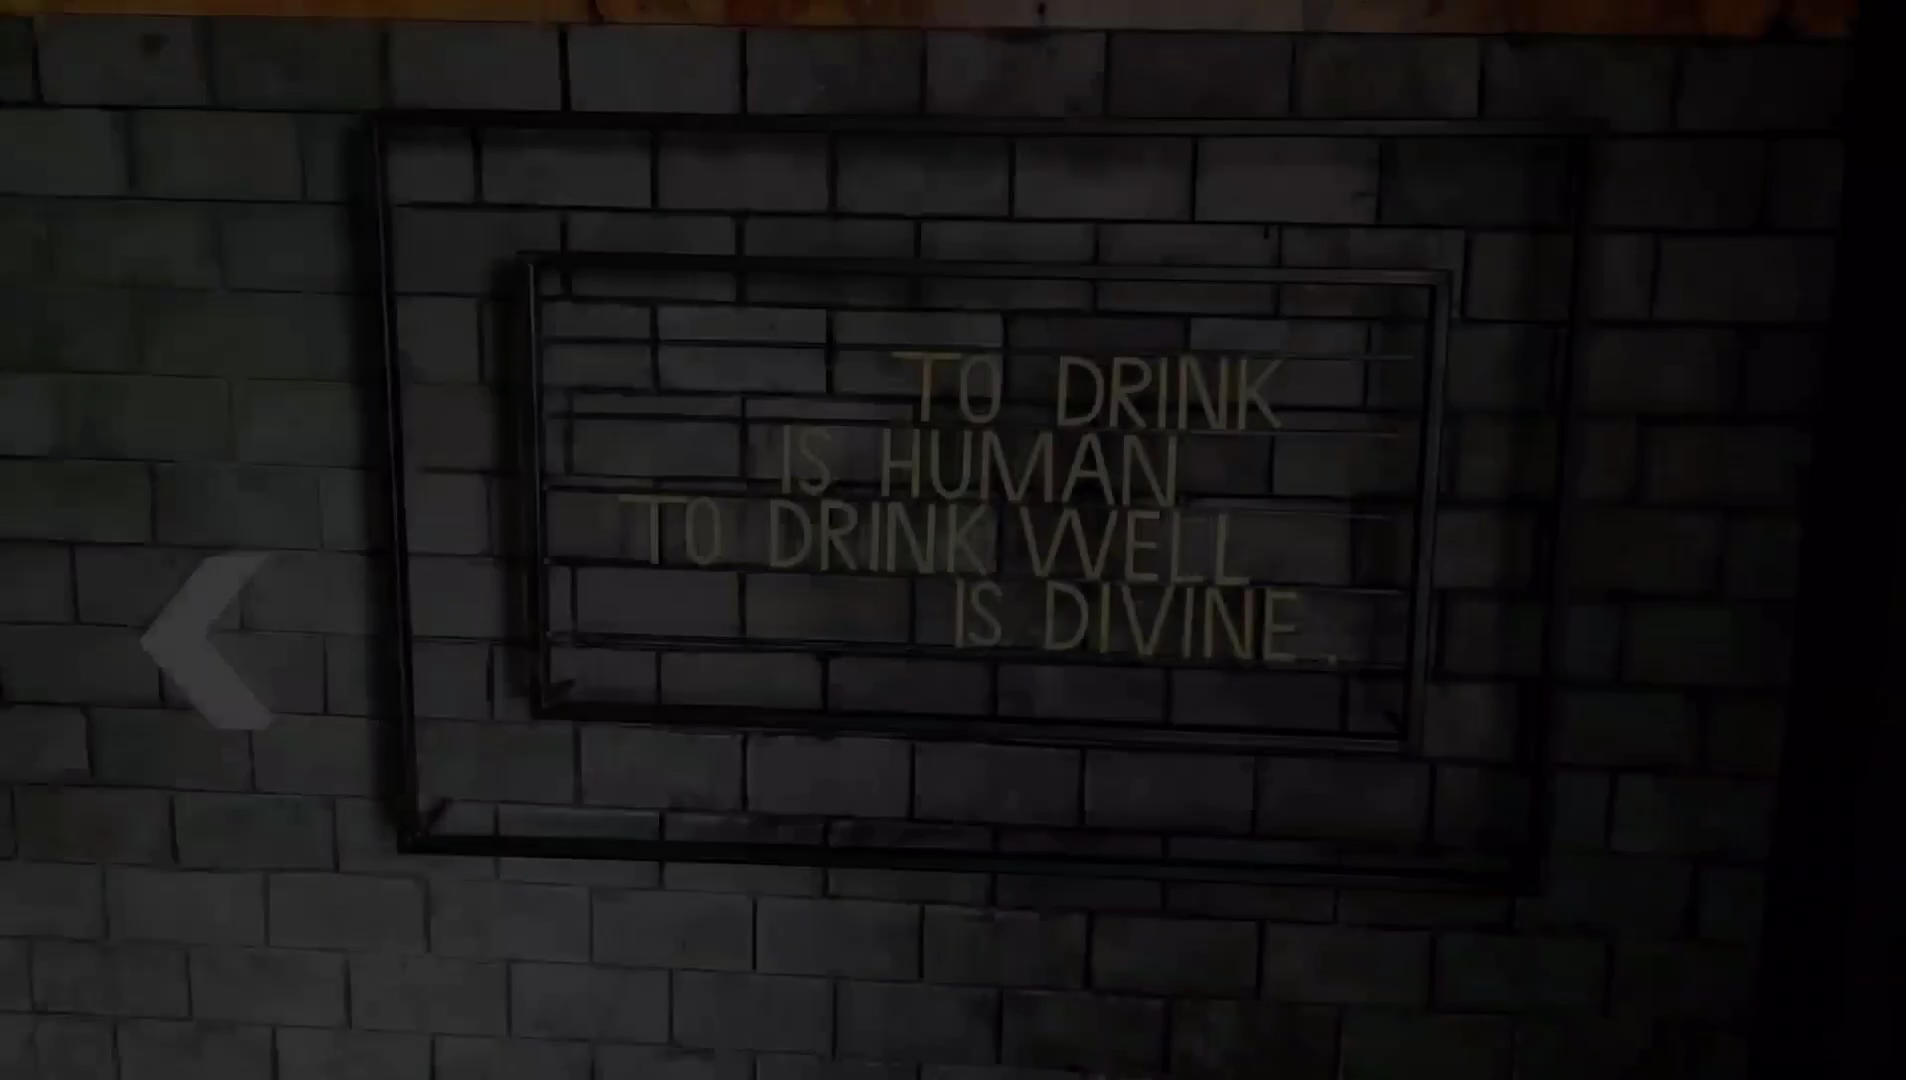 TO DRINK
IS HUMAN
TO DRINK WELL
IS DIVINE.